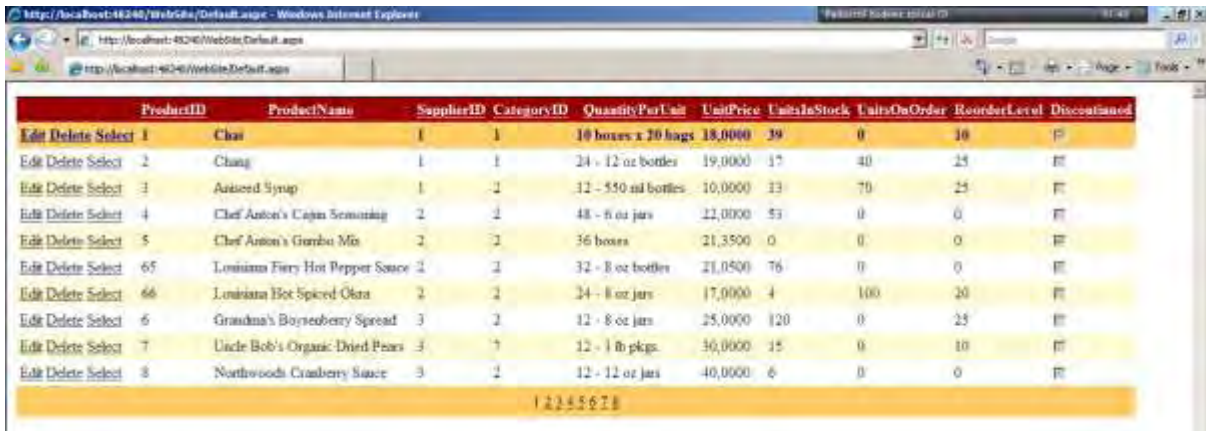 http://localhost:48240/WebSite/Default.aspx - Windows Internet Explorer
http://localhost:48240/WebSite/Default.aspx
http://localhost:48240/WebSite/Default.aspx Page Tools
ProductID ProductName SupplierID CategoryID QuantityPerUnit UnitPrice UnitsInStock UnitsOnOrder ReorderLevel Discontinued
Edit Delete Select 1 Chai 1 1 10 boxes x 20 bags 18,0000 39 0 10
Edit Delete Select 2 Chang 1 1 24 - 12 oz bottles 19,0000 17 40 25
Edit Delete Select 3 Aniseed Syrup 1 2 12 - 550 ml bottles 10,0000 13 70 25
Edit Delete Select 4 Chef Anton's Cajun Seasoning 2 2 48 - 6 oz jars 22,0000 53 0 0
Edit Delete Select 5 Chef Anton's Gumbo Mix 2 2 36 boxes 21,3500 0 0 0
Edit Delete Select 65 Louisiana Fiery Hot Pepper Sauce 2 2 32 - 8 oz bottles 21,0500 76 0 0
Edit Delete Select 66 Louisiana Hot Spiced Okra 2 2 24 - 8 oz jars 17,0000 4 100 20
Edit Delete Select 6 Grandma's Boysenberry Spread 3 2 12 - 8 oz jars 25,0000 120 0 25
Edit Delete Select 7 Uncle Bob's Organic Dried Pears 3 7 12 - 1 lb pkgs. 30,0000 15 0 10
Edit Delete Select 8 Northwoods Cranberry Sauce 3 2 12 - 12 oz jars 40,0000 6 0 0
1 2 3 4 5 6 7 8